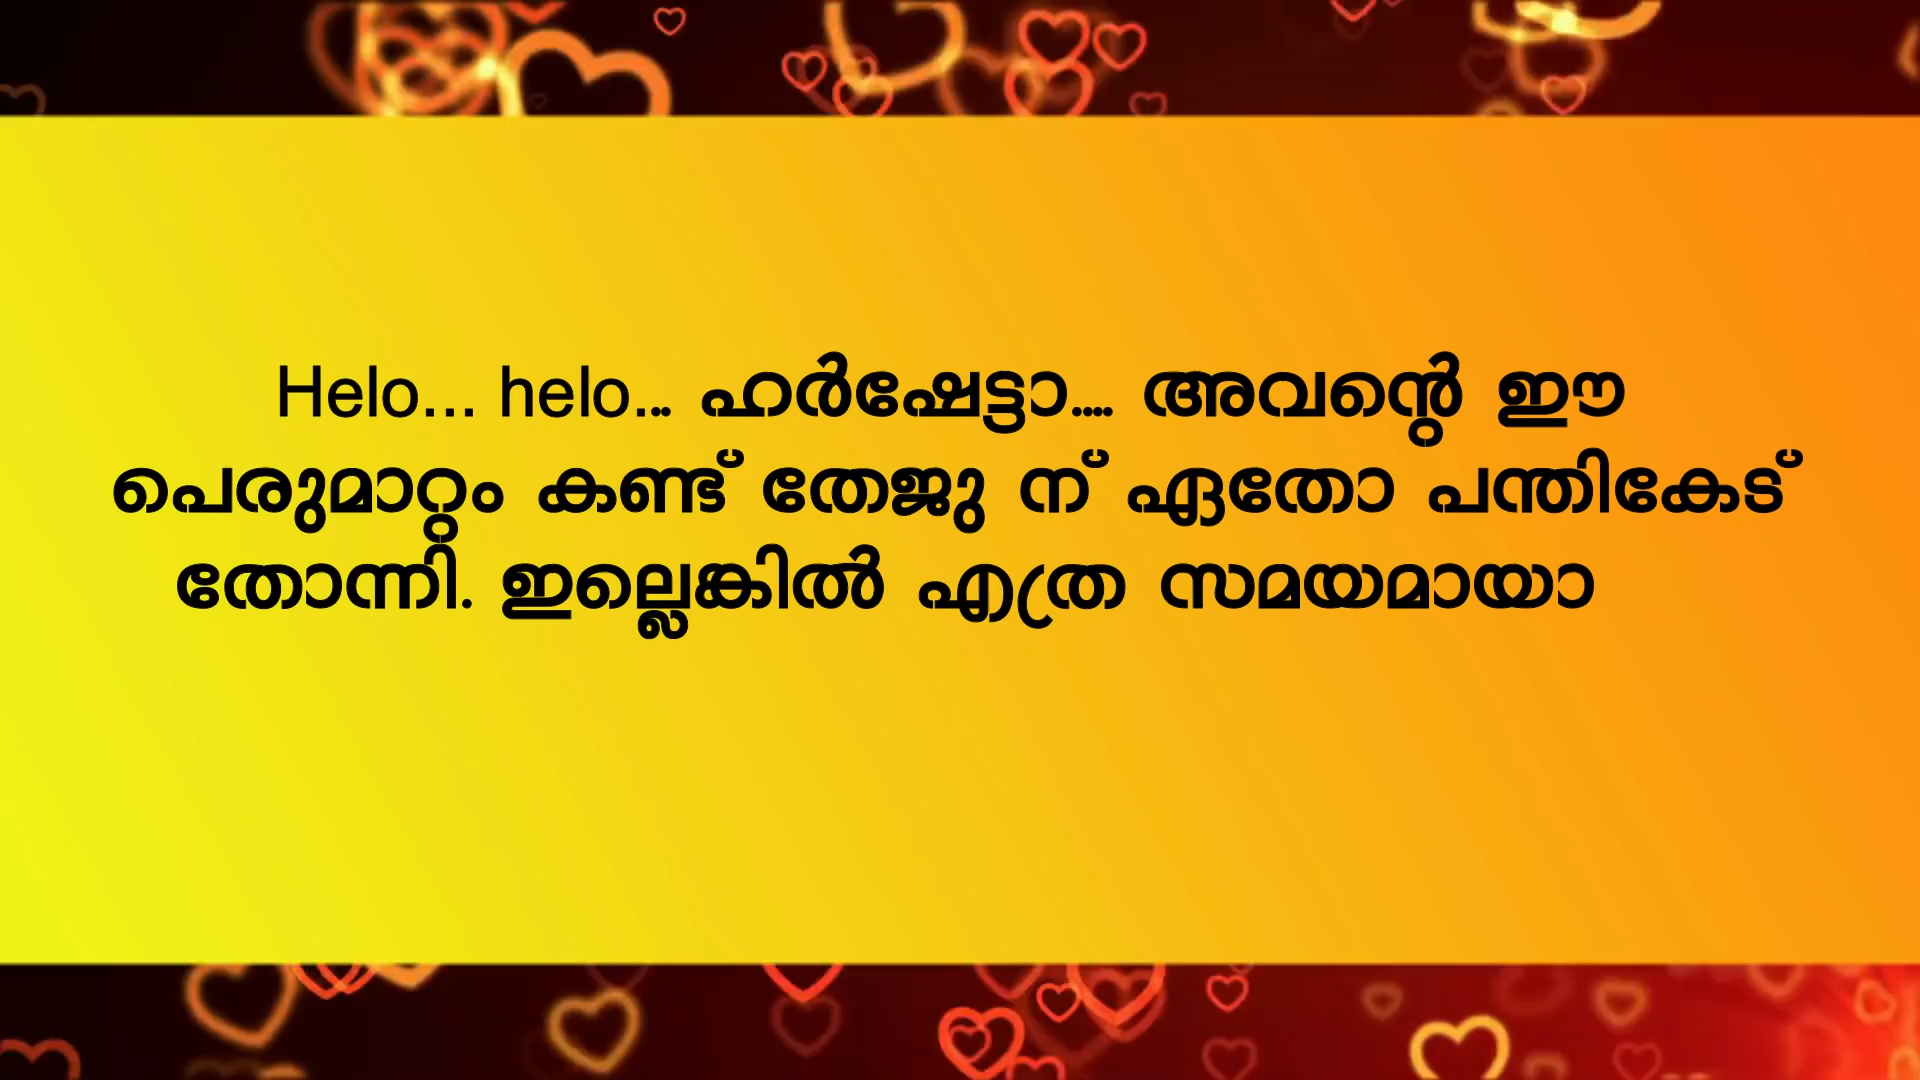 Helo... helo... ഹർഷേട്ടാ.... അവന്റെ ഈ
പെരുമാറ്റം കണ്ട് തേജു ന് ഏതോ പന്തികേട്
തോന്നി. ഇല്ലെങ്കിൽ എത്ര സമയമായാ